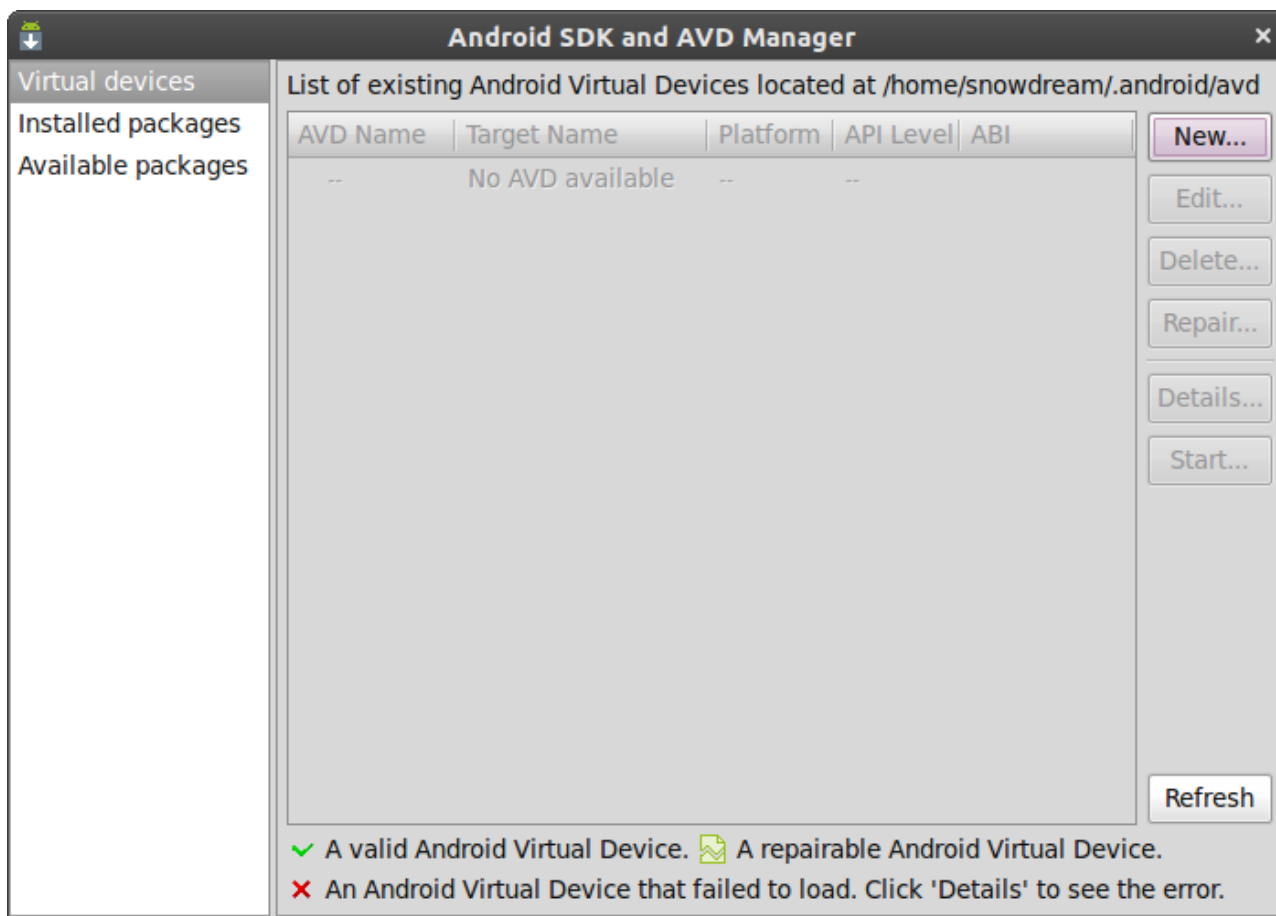 Android SDK and AVD Manager
Virtual devices
Installed packages
Available packages
List of existing Android Virtual Devices located at /home/snowdream/.android/avd
AVD Name Target Name Platform API Level ABI
-- No AVD available -- --
New...
Edit...
Delete...
Repair...
Details...
Start...
Refresh
A valid Android Virtual Device. A repairable Android Virtual Device.
An Android Virtual Device that failed to load. Click 'Details' to see the error.